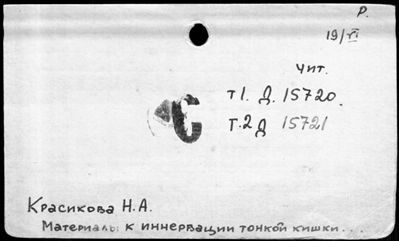 Р.
19/VI
Чит.
т1. Д. 15720.
Т.2 Д 15721
С
Красикова Н.А.
Материалы к иннервации тонкой кишки...